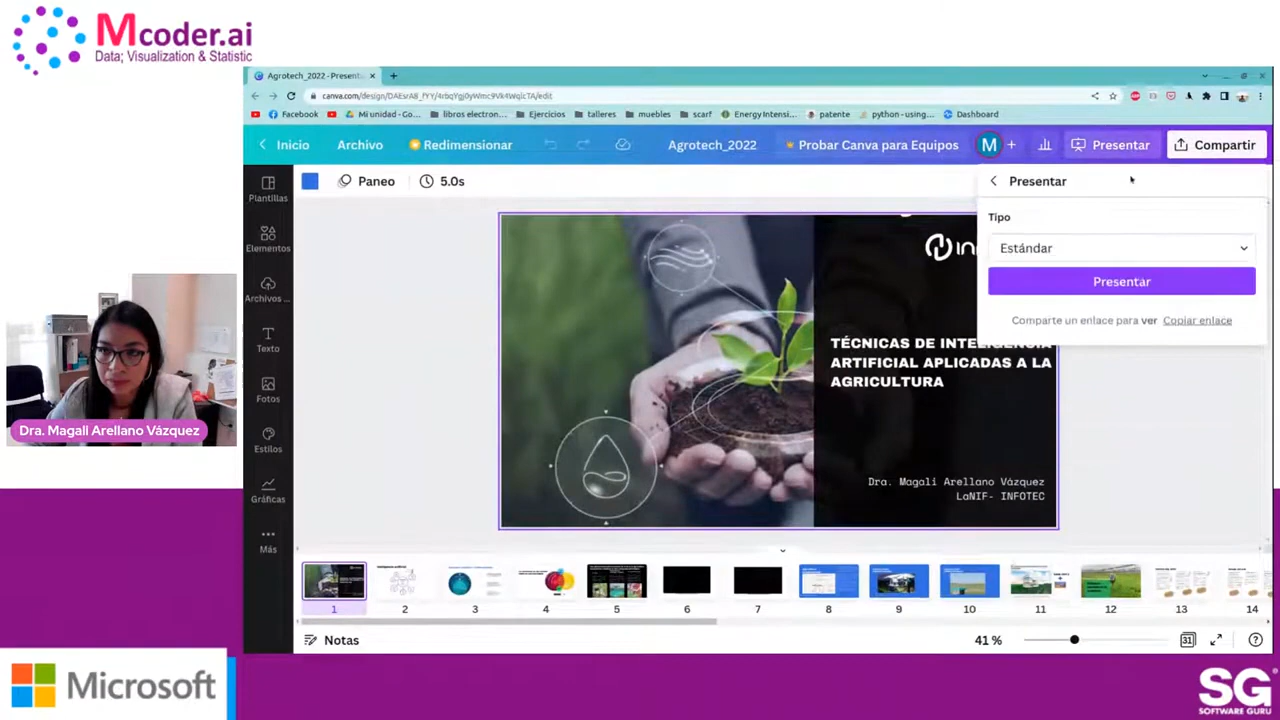 Mcoder.ai
Data; Visualization & Statistic
Agrotech_2022 - Presenta
canva.com/design/DAEsrA8_fYY/4rbqYgj0yWmc9Vk4WqlcTA/edit
Facebook
Mi unidad - Go...
libros electron...
Ejercicios
talleres
muebles
scarf
Energy Intensi...
patente
python - using...
Dashboard
Inicio
Archivo
Redimensionar
Agrotech_2022
Probar Canva para Equipos
M
Presentar
Compartir
Paneo
5.0s
Presentar
Tipo
Estándar
Presentar
Comparte un enlace para ver Copiar enlace
Plantillas
Elementos
Archivos ...
Texto
Fotos
Estilos
Gráficas
Más
TÉCNICAS DE INTELIGENCIA
ARTIFICIAL APLICADAS A LA
AGRICULTURA
Dra. Magali Arellano Vázquez
LaNIF- INFOTEC
1 2 3 4 5 6 7 8 9 10 11 12 13 14
Notas
41 %
31
Dra. Magali Arellano Vázquez
Microsoft
SG
SOFTWARE GURU